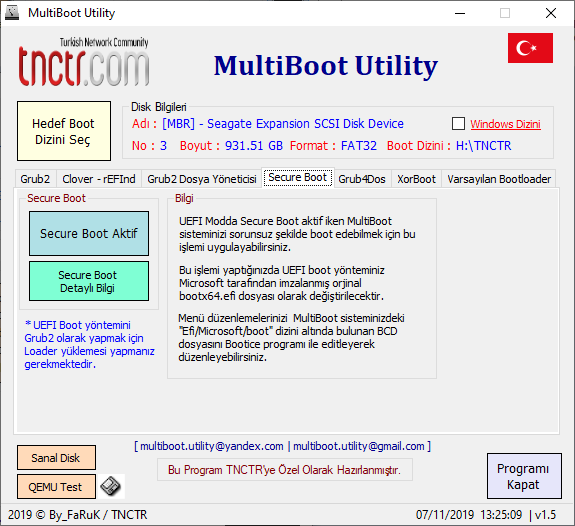 MultiBoot Utility
Turkish Network Community
tnctr.com
MultiBoot Utility
Hedef Boot
Dizini Seç
Disk Bilgileri
Adı : [MBR] - Seagate Expansion SCSI Disk Device
Windows Dizini
No : 3 Boyut : 931.51 GB Format : FAT32 Boot Dizini : H:\TNCTR
Grub2 Clover - rEFInd Grub2 Dosya Yöneticisi Secure Boot Grub4Dos XorBoot Varsayılan Bootloader
Secure Boot
Secure Boot Aktif
Secure Boot
Detaylı Bilgi
* UEFI Boot yöntemini
Grub2 olarak yapmak için
Loader yüklemesi yapmanız
gerekmektedir.
Bilgi
UEFI Modda Secure Boot aktif iken MultiBoot
sisteminizi sorunsuz şekilde boot edebilmek için bu
işlemi uygulayabilirsiniz.
Bu işlemi yaptığınızda UEFI boot yönteminiz
Microsoft tarafından imzalanmış orjinal
bootx64.efi dosyası olarak değiştirilecektir.
Menü düzenlemelerinizi MultiBoot sisteminizdeki
"Efi/Microsoft/boot" dizini altında bulunan BCD
dosyasını Bootice programı ile editleyerek
düzenleyebilirsiniz.
[ multiboot.utility@yandex.com | multiboot.utility@gmail.com ]
Sanal Disk
Bu Program TNCTR'ye Özel Olarak Hazırlanmıştır.
QEMU Test
Programı
Kapat
2019 © By_FaRuK / TNCTR
07/11/2019 13:25:09 | v1.5